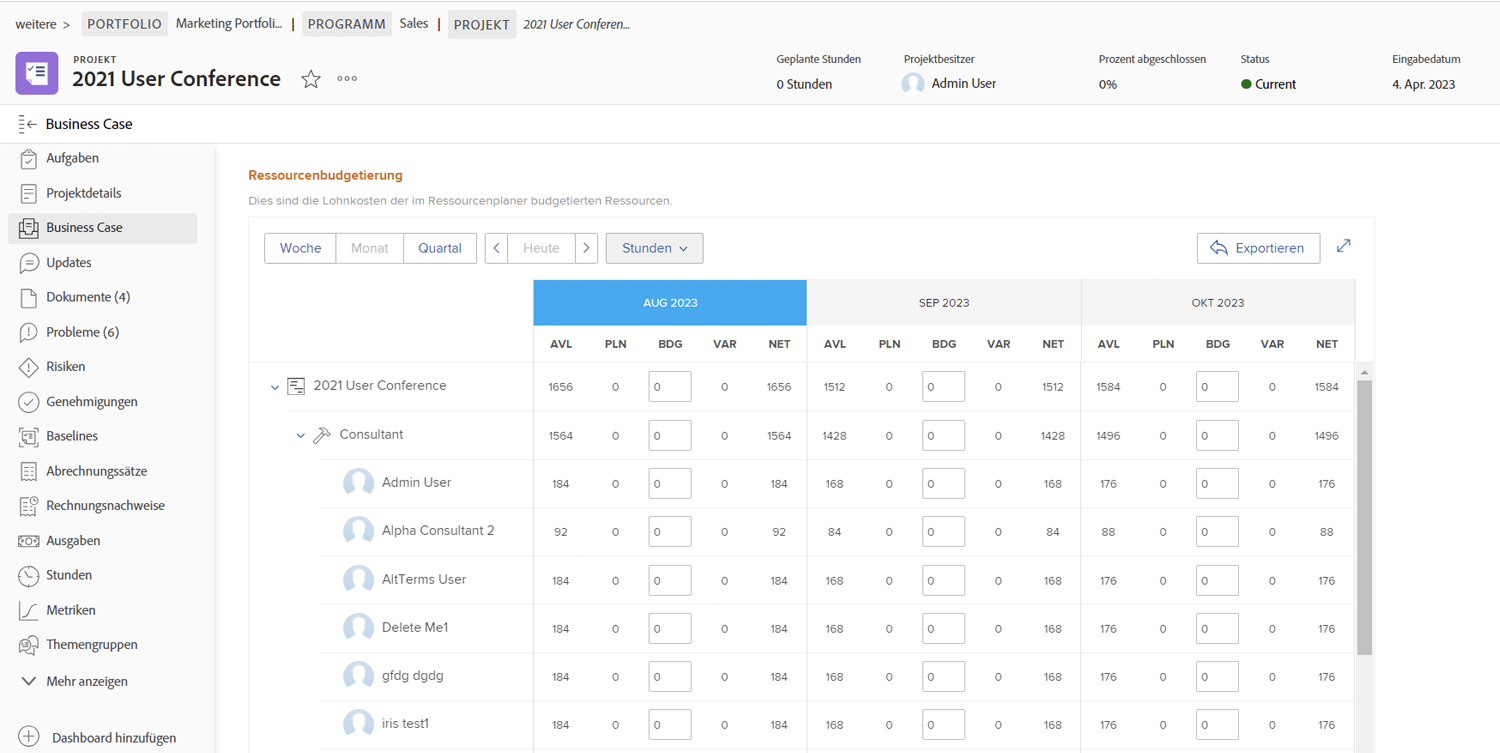 weitere > PORTFOLIO Marketing Portfoli... | PROGRAMM Sales | PROJEKT 2021 User Conferen...
PROJEKT
2021 User Conference
Geplante Stunden Projektbesitzer Prozent abgeschlossen Status Eingabedatum
0 Stunden Admin User 0% Current 4. Apr. 2023
Business Case
Aufgaben
Projektdetails
Business Case
Updates
Dokumente (4)
Probleme (6)
Risiken
Genehmigungen
Baselines
Abrechnungssätze
Rechnungsnachweise
Ausgaben
Stunden
Metriken
Themengruppen
Mehr anzeigen
Dashboard hinzufügen
Ressourcenbudgetierung
Dies sind die Lohnkosten der im Ressourcenplaner budgetierten Ressourcen.
Woche Monat Quartal < Heute > Stunden Exportieren
AUG 2023 SEP 2023 OKT 2023
AVL PLN BDG VAR NET AVL PLN BDG VAR NET AVL PLN BDG VAR NET
2021 User Conference 1656 0 0 0 1656 1512 0 0 0 1512 1584 0 0 0 1584
Consultant 1564 0 0 0 1564 1428 0 0 0 1428 1496 0 0 0 1496
Admin User 184 0 0 0 184 168 0 0 0 168 176 0 0 0 176
Alpha Consultant 2 92 0 0 0 92 84 0 0 0 84 88 0 0 0 88
AltTerms User 184 0 0 0 184 168 0 0 0 168 176 0 0 0 176
Delete Me1 184 0 0 0 184 168 0 0 0 168 176 0 0 0 176
gfdg dgdg 184 0 0 0 184 168 0 0 0 168 176 0 0 0 176
iris test1 184 0 0 0 184 168 0 0 0 168 176 0 0 0 176